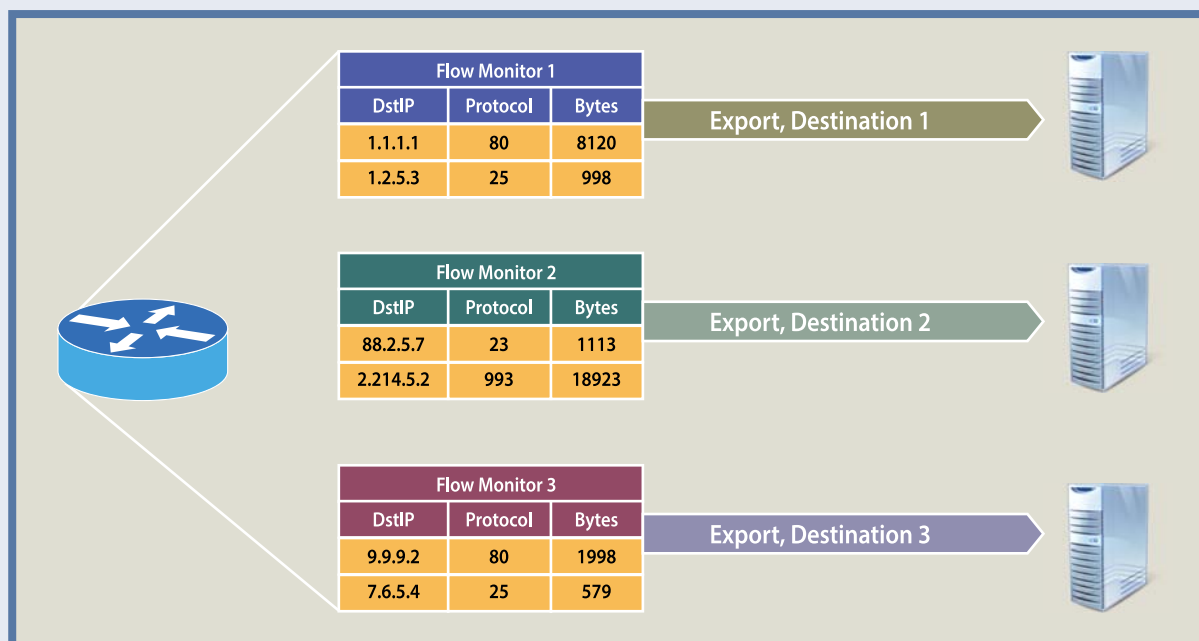 Flow Monitor 1
DstIP Protocol Bytes
1.1.1.1 80 8120
1.2.5.3 25 998
Export, Destination 1
Flow Monitor 2
DstIP Protocol Bytes
88.2.5.7 23 1113
2.214.5.2 993 18923
Export, Destination 2
Flow Monitor 3
DstIP Protocol Bytes
9.9.9.2 80 1998
7.6.5.4 25 579
Export, Destination 3